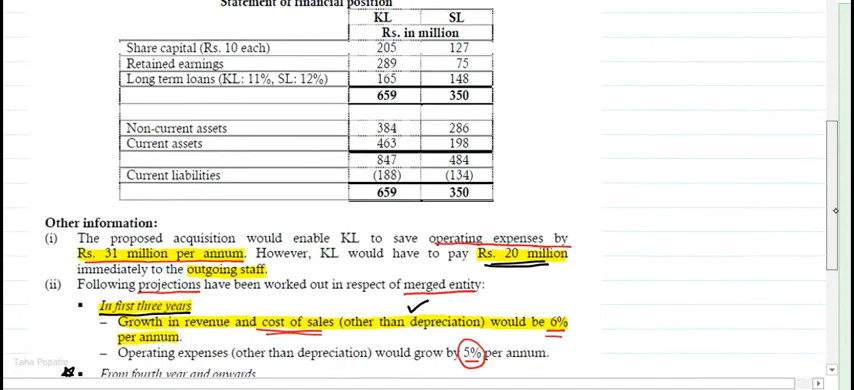 Statement of financial position
KL SL
Rs. in million
Share capital (Rs. 10 each) 205 127
Retained earnings 289 75
Long term loans (KL: 11%, SL: 12%) 165 148
659 350
Non-current assets 384 286
Current assets 463 198
847 484
Current liabilities (188) (134)
659 350
Other information:
(i) The proposed acquisition would enable KL to save operating expenses by
Rs. 31 million per annum. However, KL would have to pay Rs. 20 million
immediately to the outgoing staff.
(ii) Following projections have been worked out in respect of merged entity:
▪ In first three years
– Growth in revenue and cost of sales (other than depreciation) would be 6%
per annum.
– Operating expenses (other than depreciation) would grow by 5% per annum.
Taha Popatia
▪ From fourth year and onwards